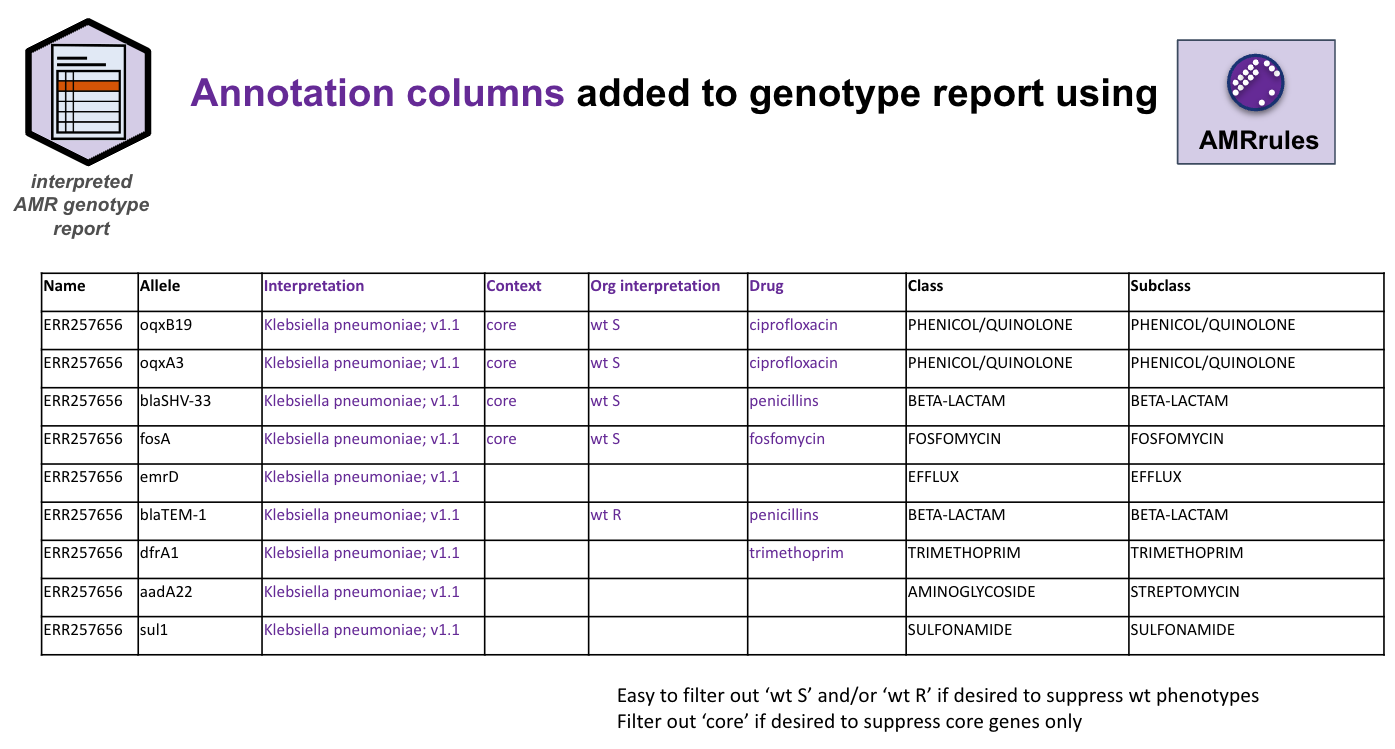 Annotation columns added to genotype report using
AMRrules
interpreted
AMR genotype
report
Name Allele Interpretation Context Org interpretation Drug Class Subclass
ERR257656 oqxB19 Klebsiella pneumoniae; v1.1 core wt S ciprofloxacin PHENICOL/QUINOLONE PHENICOL/QUINOLONE
ERR257656 oqxA3 Klebsiella pneumoniae; v1.1 core wt S ciprofloxacin PHENICOL/QUINOLONE PHENICOL/QUINOLONE
ERR257656 blaSHV-33 Klebsiella pneumoniae; v1.1 core wt S penicillins BETA-LACTAM BETA-LACTAM
ERR257656 fosA Klebsiella pneumoniae; v1.1 core wt S fosfomycin FOSFOMYCIN FOSFOMYCIN
ERR257656 emrD Klebsiella pneumoniae; v1.1 EFFLUX EFFLUX
ERR257656 blaTEM-1 Klebsiella pneumoniae; v1.1 wt R penicillins BETA-LACTAM BETA-LACTAM
ERR257656 dfrA1 Klebsiella pneumoniae; v1.1 trimethoprim TRIMETHOPRIM TRIMETHOPRIM
ERR257656 aadA22 Klebsiella pneumoniae; v1.1 AMINOGLYCOSIDE STREPTOMYCIN
ERR257656 sul1 Klebsiella pneumoniae; v1.1 SULFONAMIDE SULFONAMIDE
Easy to filter out ‘wt S’ and/or ‘wt R’ if desired to suppress wt phenotypes
Filter out ‘core’ if desired to suppress core genes only